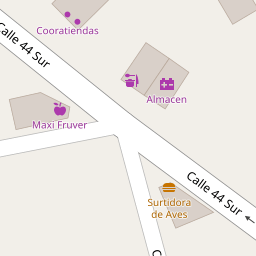 Cooratiendas
Calle 44 Sur
Almacen
Maxi Fruver
Surtidora
de Aves
Calle 44 Sur
C